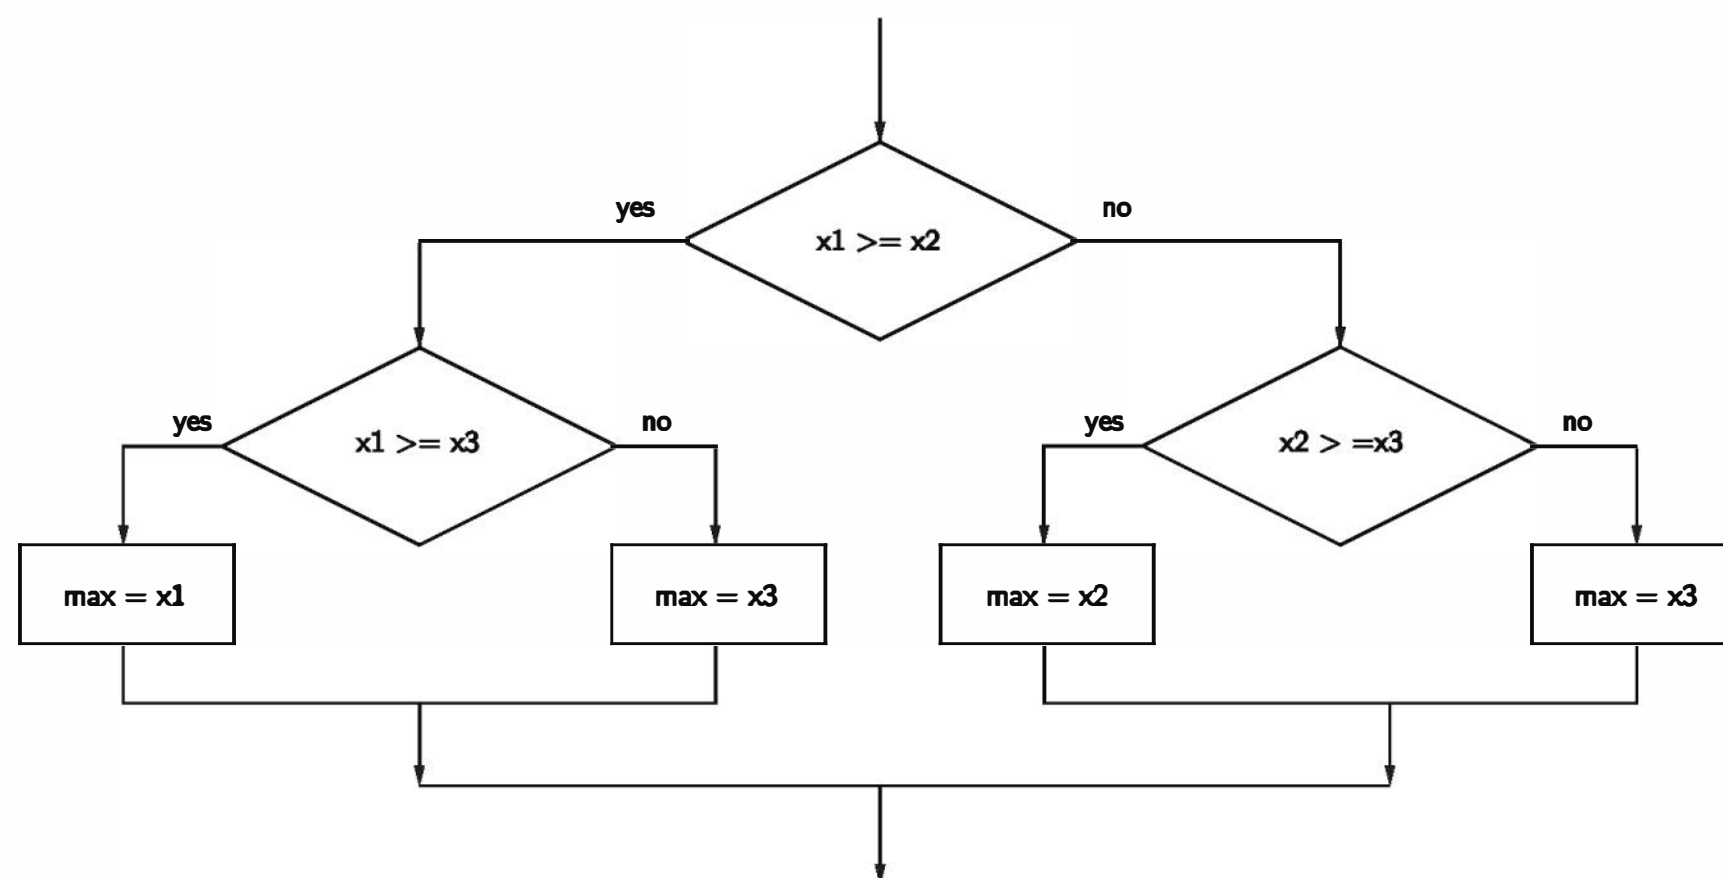 yes
no
x1 >= x2
yes
no
yes
no
x1 >= x3
x2 > =x3
max = x1
max = x3
max = x2
max = x3